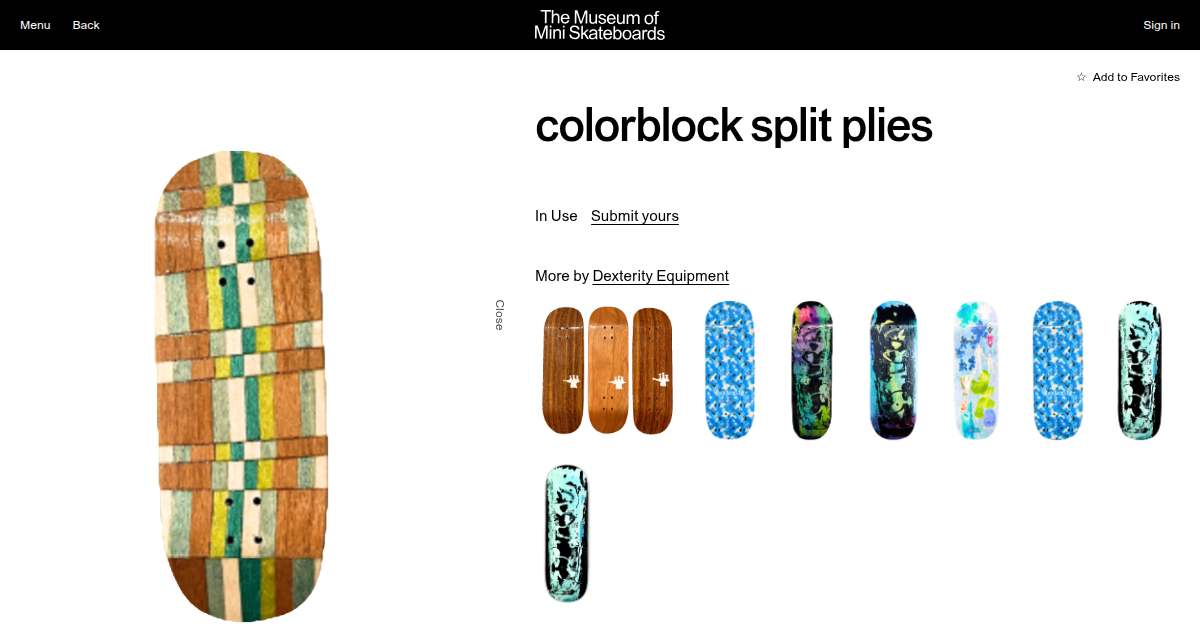 Menu
Back
The Museum of
Mini Skateboards
Sign in
☆ Add to Favorites
colorblock split plies
In Use Submit yours
More by Dexterity Equipment
Close